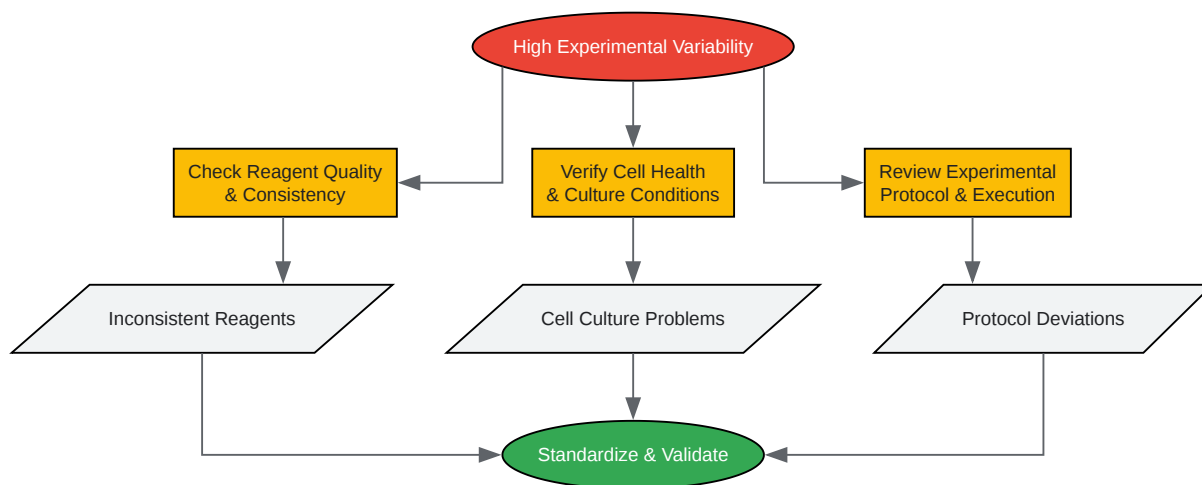 High Experimental Variability
Check Reagent Quality
& Consistency
Verify Cell Health
& Culture Conditions
Review Experimental
Protocol & Execution
Inconsistent Reagents
Cell Culture Problems
Protocol Deviations
Standardize & Validate